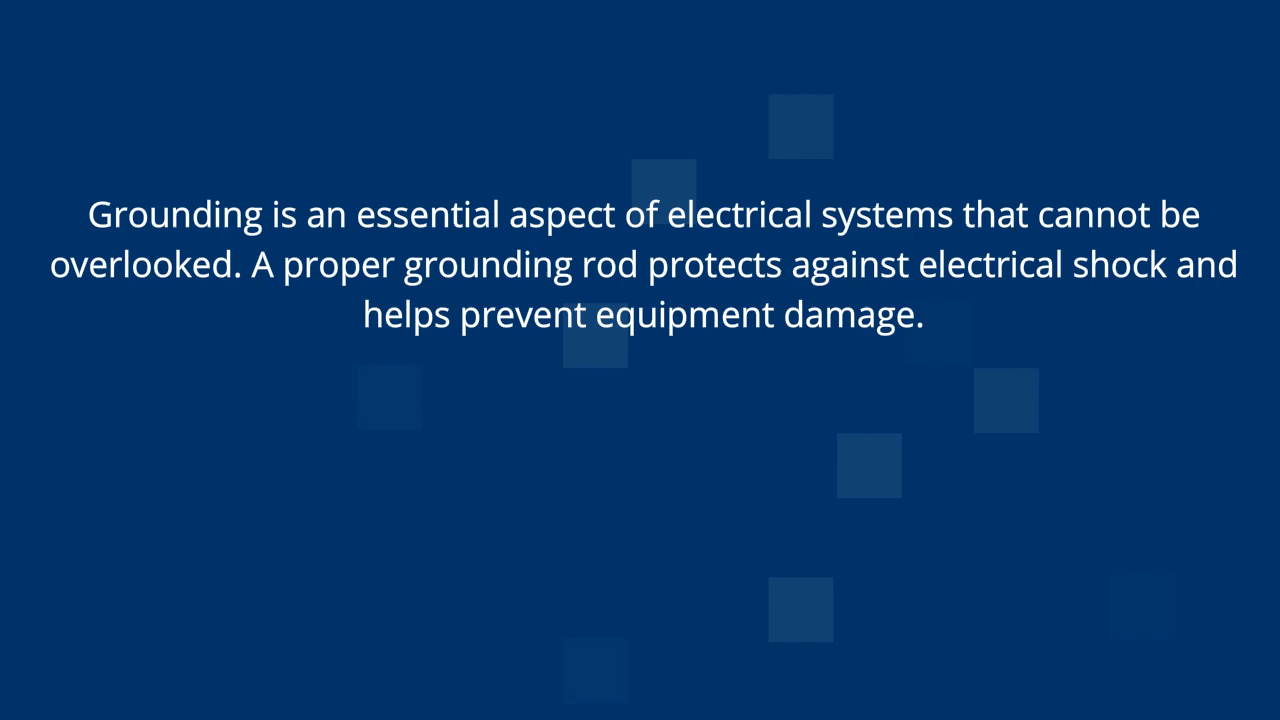 Grounding is an essential aspect of electrical systems that cannot be
overlooked. A proper grounding rod protects against electrical shock and
helps prevent equipment damage.